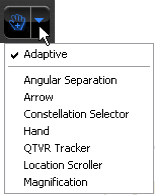 Adaptive
Angular Separation
Arrow
Constellation Selector
Hand
QTVR Tracker
Location Scroller
Magnification